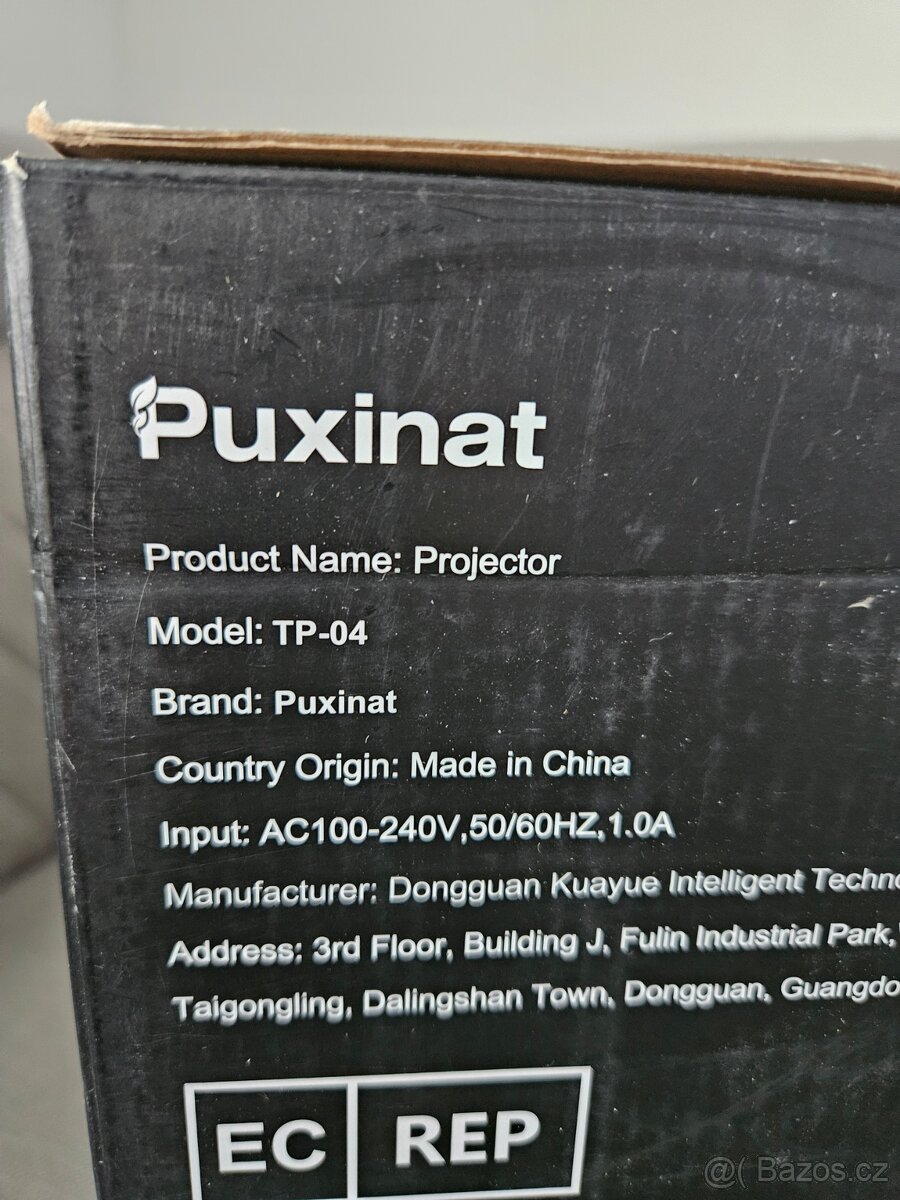 Puxinat
Product Name: Projector
Model: TP-04
Brand: Puxinat
Country Origin: Made in China
Input: AC100-240V,50/60HZ,1.0A
Manufacturer: Dongguan Kuayue Intelligent Techno
Address: 3rd Floor, Building J, Fulin Industrial Park,
Taigongling, Dalingshan Town, Dongguan, Guangdo
EC REP
@( Bazos.cz